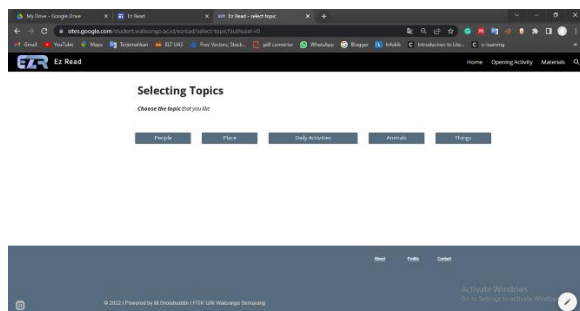 My Drive - Google Drive
Ez Read
EZR Ez Read - select topic
sites.google.com/student.walisongo.ac.id/ezread/select-topic?authuser=0
Gmail
YouTube
Maps
Terjemahkan
ELT UAS
Free Vectors, Stock...
pdf converter
WhatsApp
Blogger
Introduction to Lite...
e-learning
EZR Ez Read
Home
Opening Activity
Materials
Selecting Topics
Choose the topic that you like
People
Place
Daily Activities
Animals
Things
About
Profile
Contact
Activate Windows
Go to Settings to activate Windows
© 2022 | Powered by M.Sholahuddin | FITK UIN Walisongo Semarang